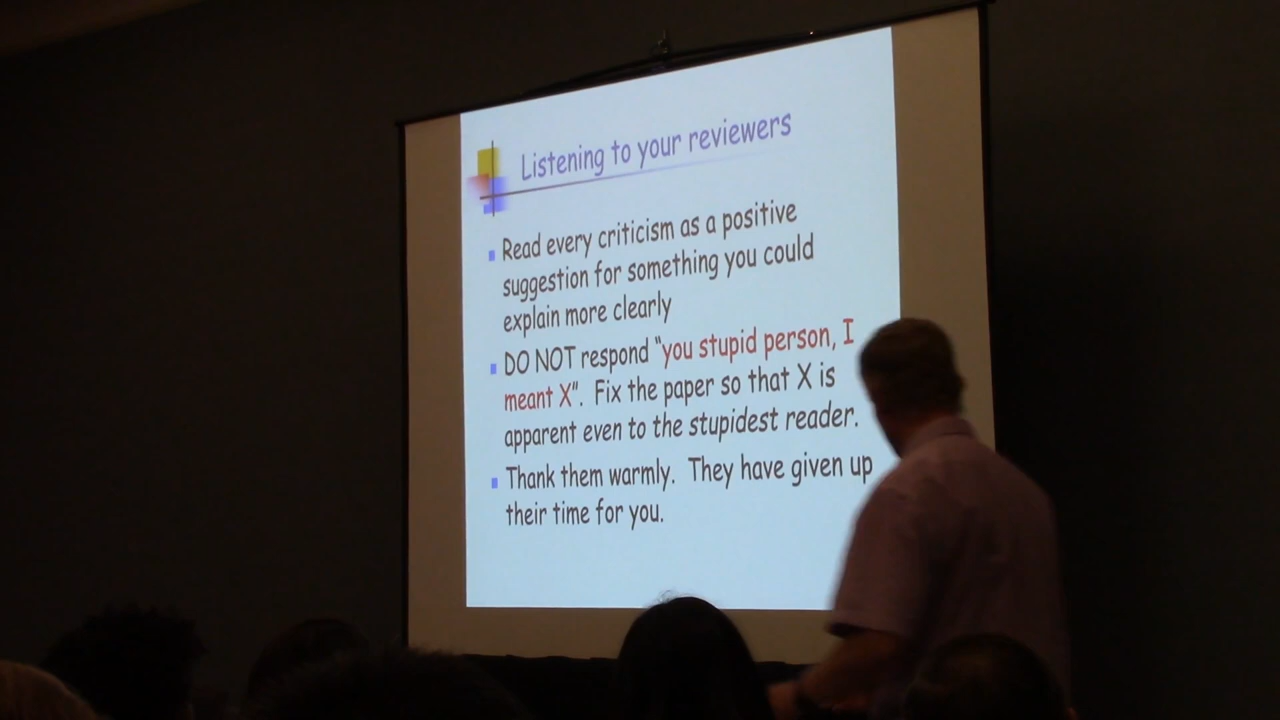 Listening to your reviewers
Read every criticism as a positive
suggestion for something you could
explain more clearly
DO NOT respond “you stupid person, I
meant X”. Fix the paper so that X is
apparent even to the stupidest reader.
Thank them warmly. They have given up
their time for you.